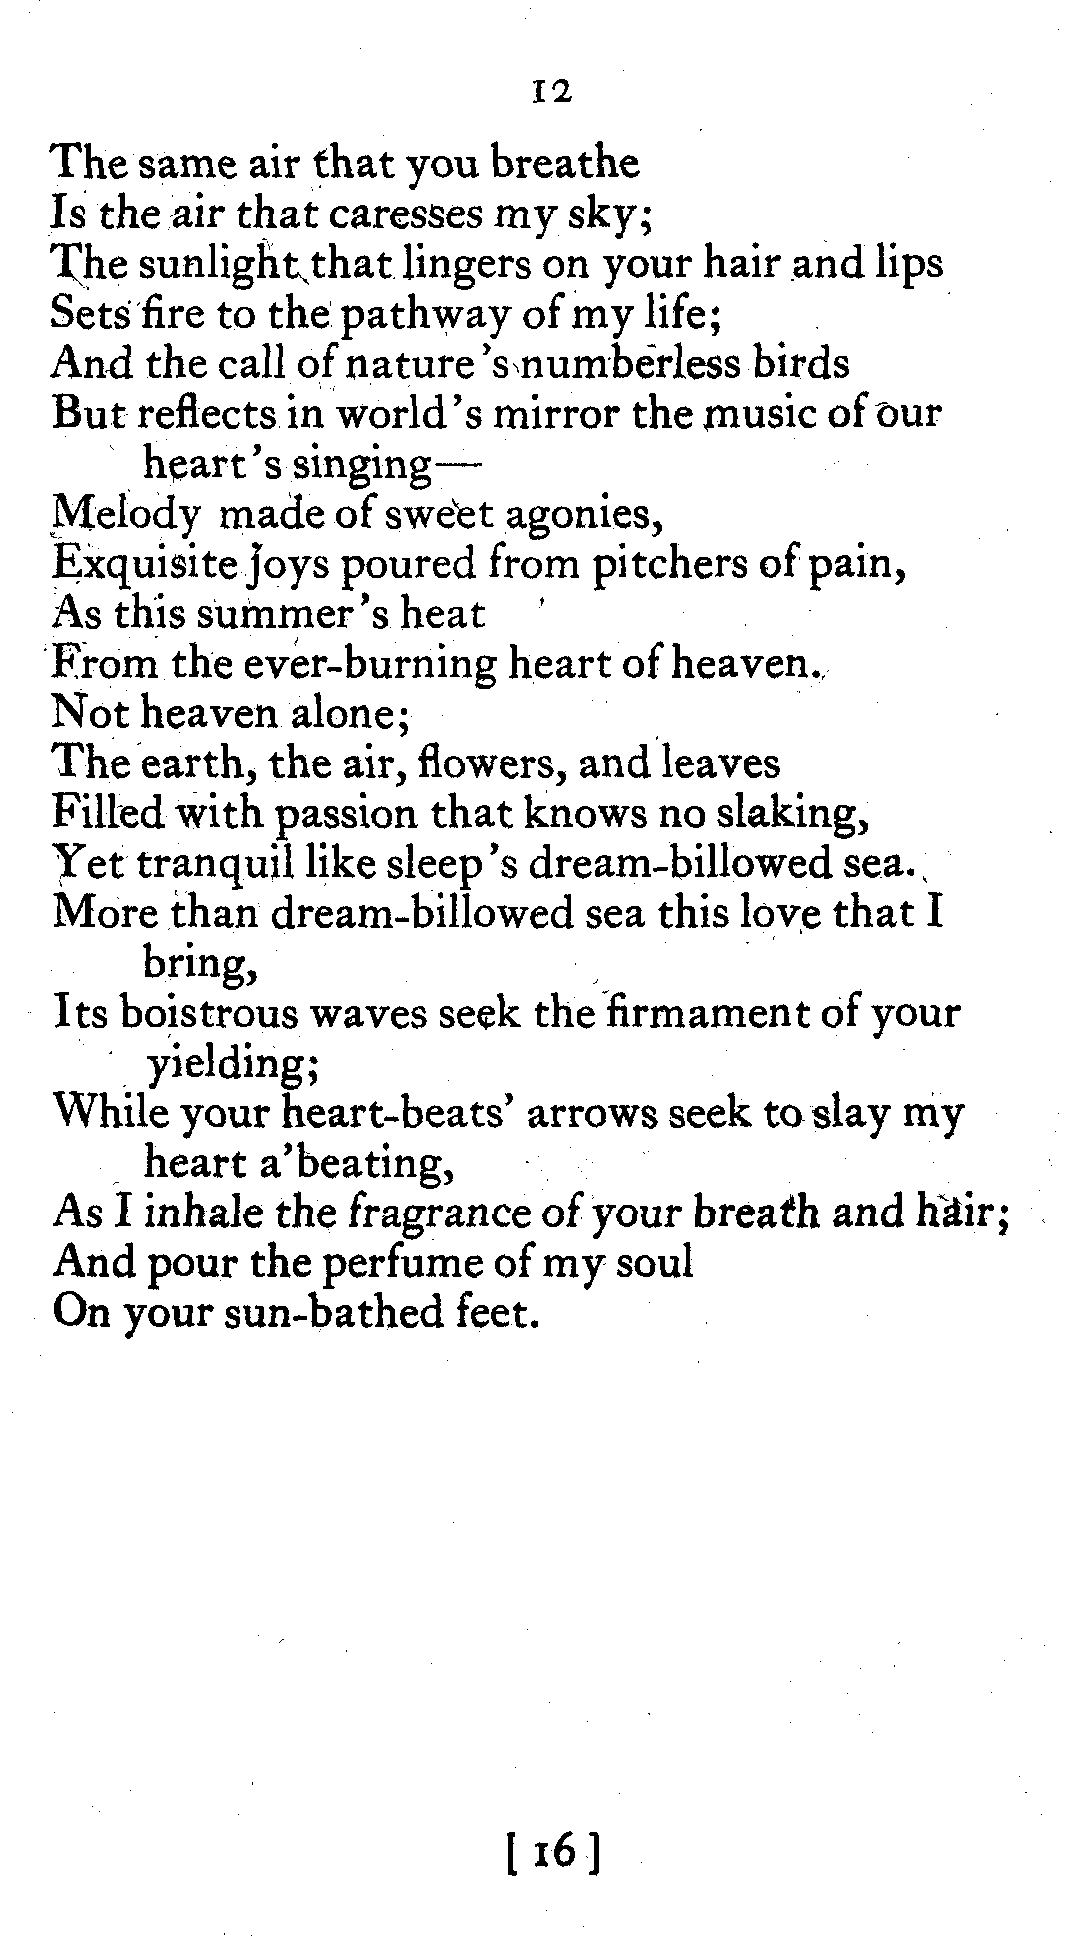 12
The same air that you breathe
Is the air that caresses my sky;
The sunlight that lingers on your hair and lips
Sets fire to the pathway of my life;
And the call of nature's numberless birds
But reflects in world's mirror the music of our
heart's singing—
Melody made of sweet agonies,
Exquisite joys poured from pitchers of pain,
As this summer's heat
From the ever-burning heart of heaven.
Not heaven alone;
The earth, the air, flowers, and leaves
Filled with passion that knows no slaking,
Yet tranquil like sleep's dream-billowed sea.
More than dream-billowed sea this love that I
bring,
Its boistrous waves seek the firmament of your
yielding;
While your heart-beats' arrows seek to slay my
heart a'beating,
As I inhale the fragrance of your breath and hair;
And pour the perfume of my soul
On your sun-bathed feet.
[ 16 ]